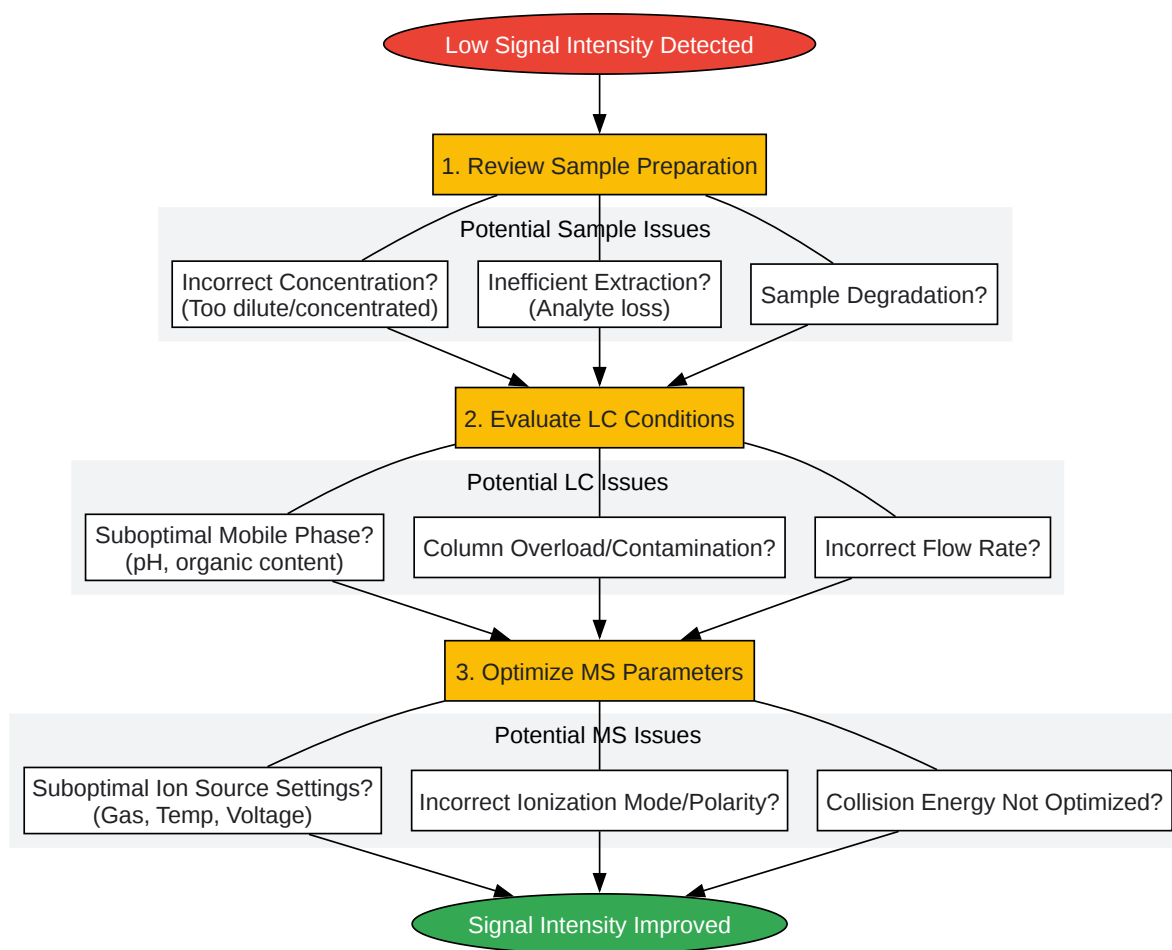 Low Signal Intensity Detected
1. Review Sample Preparation
Potential Sample Issues
Incorrect Concentration?
(Too dilute/concentrated)
Inefficient Extraction?
(Analyte loss)
Sample Degradation?
2. Evaluate LC Conditions
Potential LC Issues
Suboptimal Mobile Phase?
(pH, organic content)
Column Overload/Contamination?
Incorrect Flow Rate?
3. Optimize MS Parameters
Potential MS Issues
Suboptimal Ion Source Settings?
(Gas, Temp, Voltage)
Incorrect Ionization Mode/Polarity?
Collision Energy Not Optimized?
Signal Intensity Improved